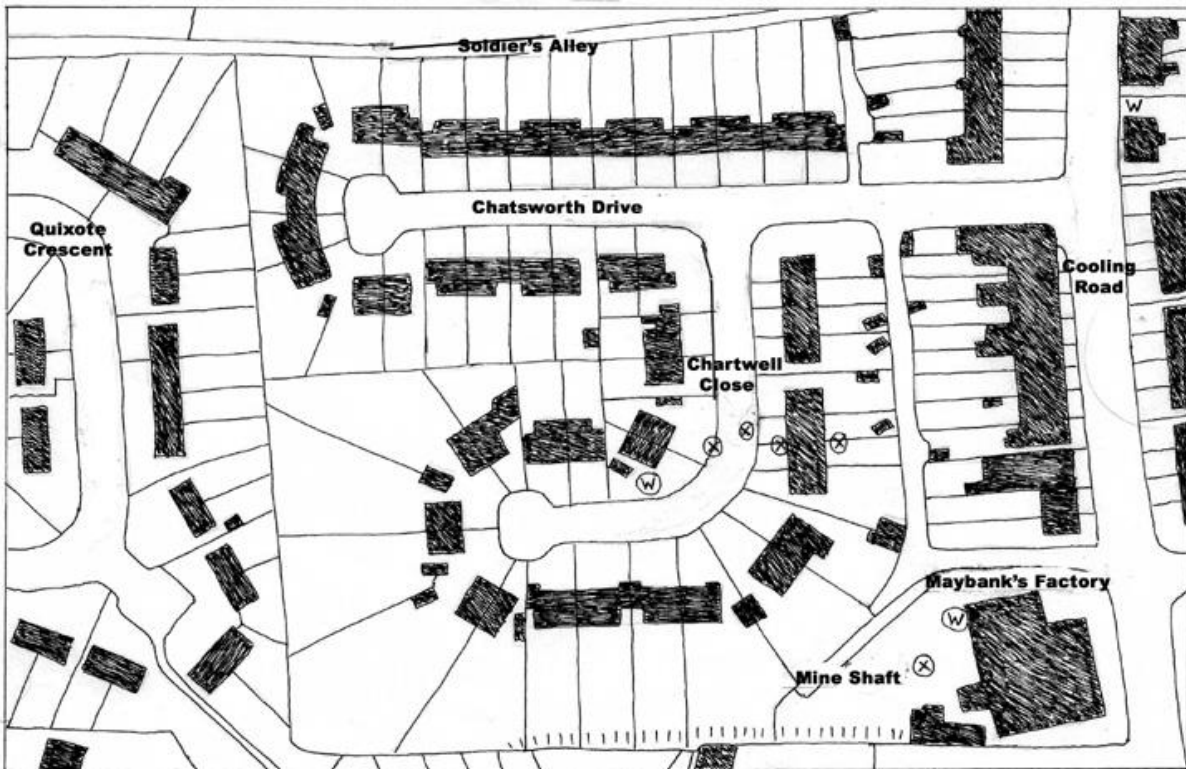 Soldier's Alley
W
Chatsworth Drive
Quixote
Crescent
Cooling
Road
Chartwell
Close
X
X
X
X
W
Maybank's Factory
W
X
Mine Shaft